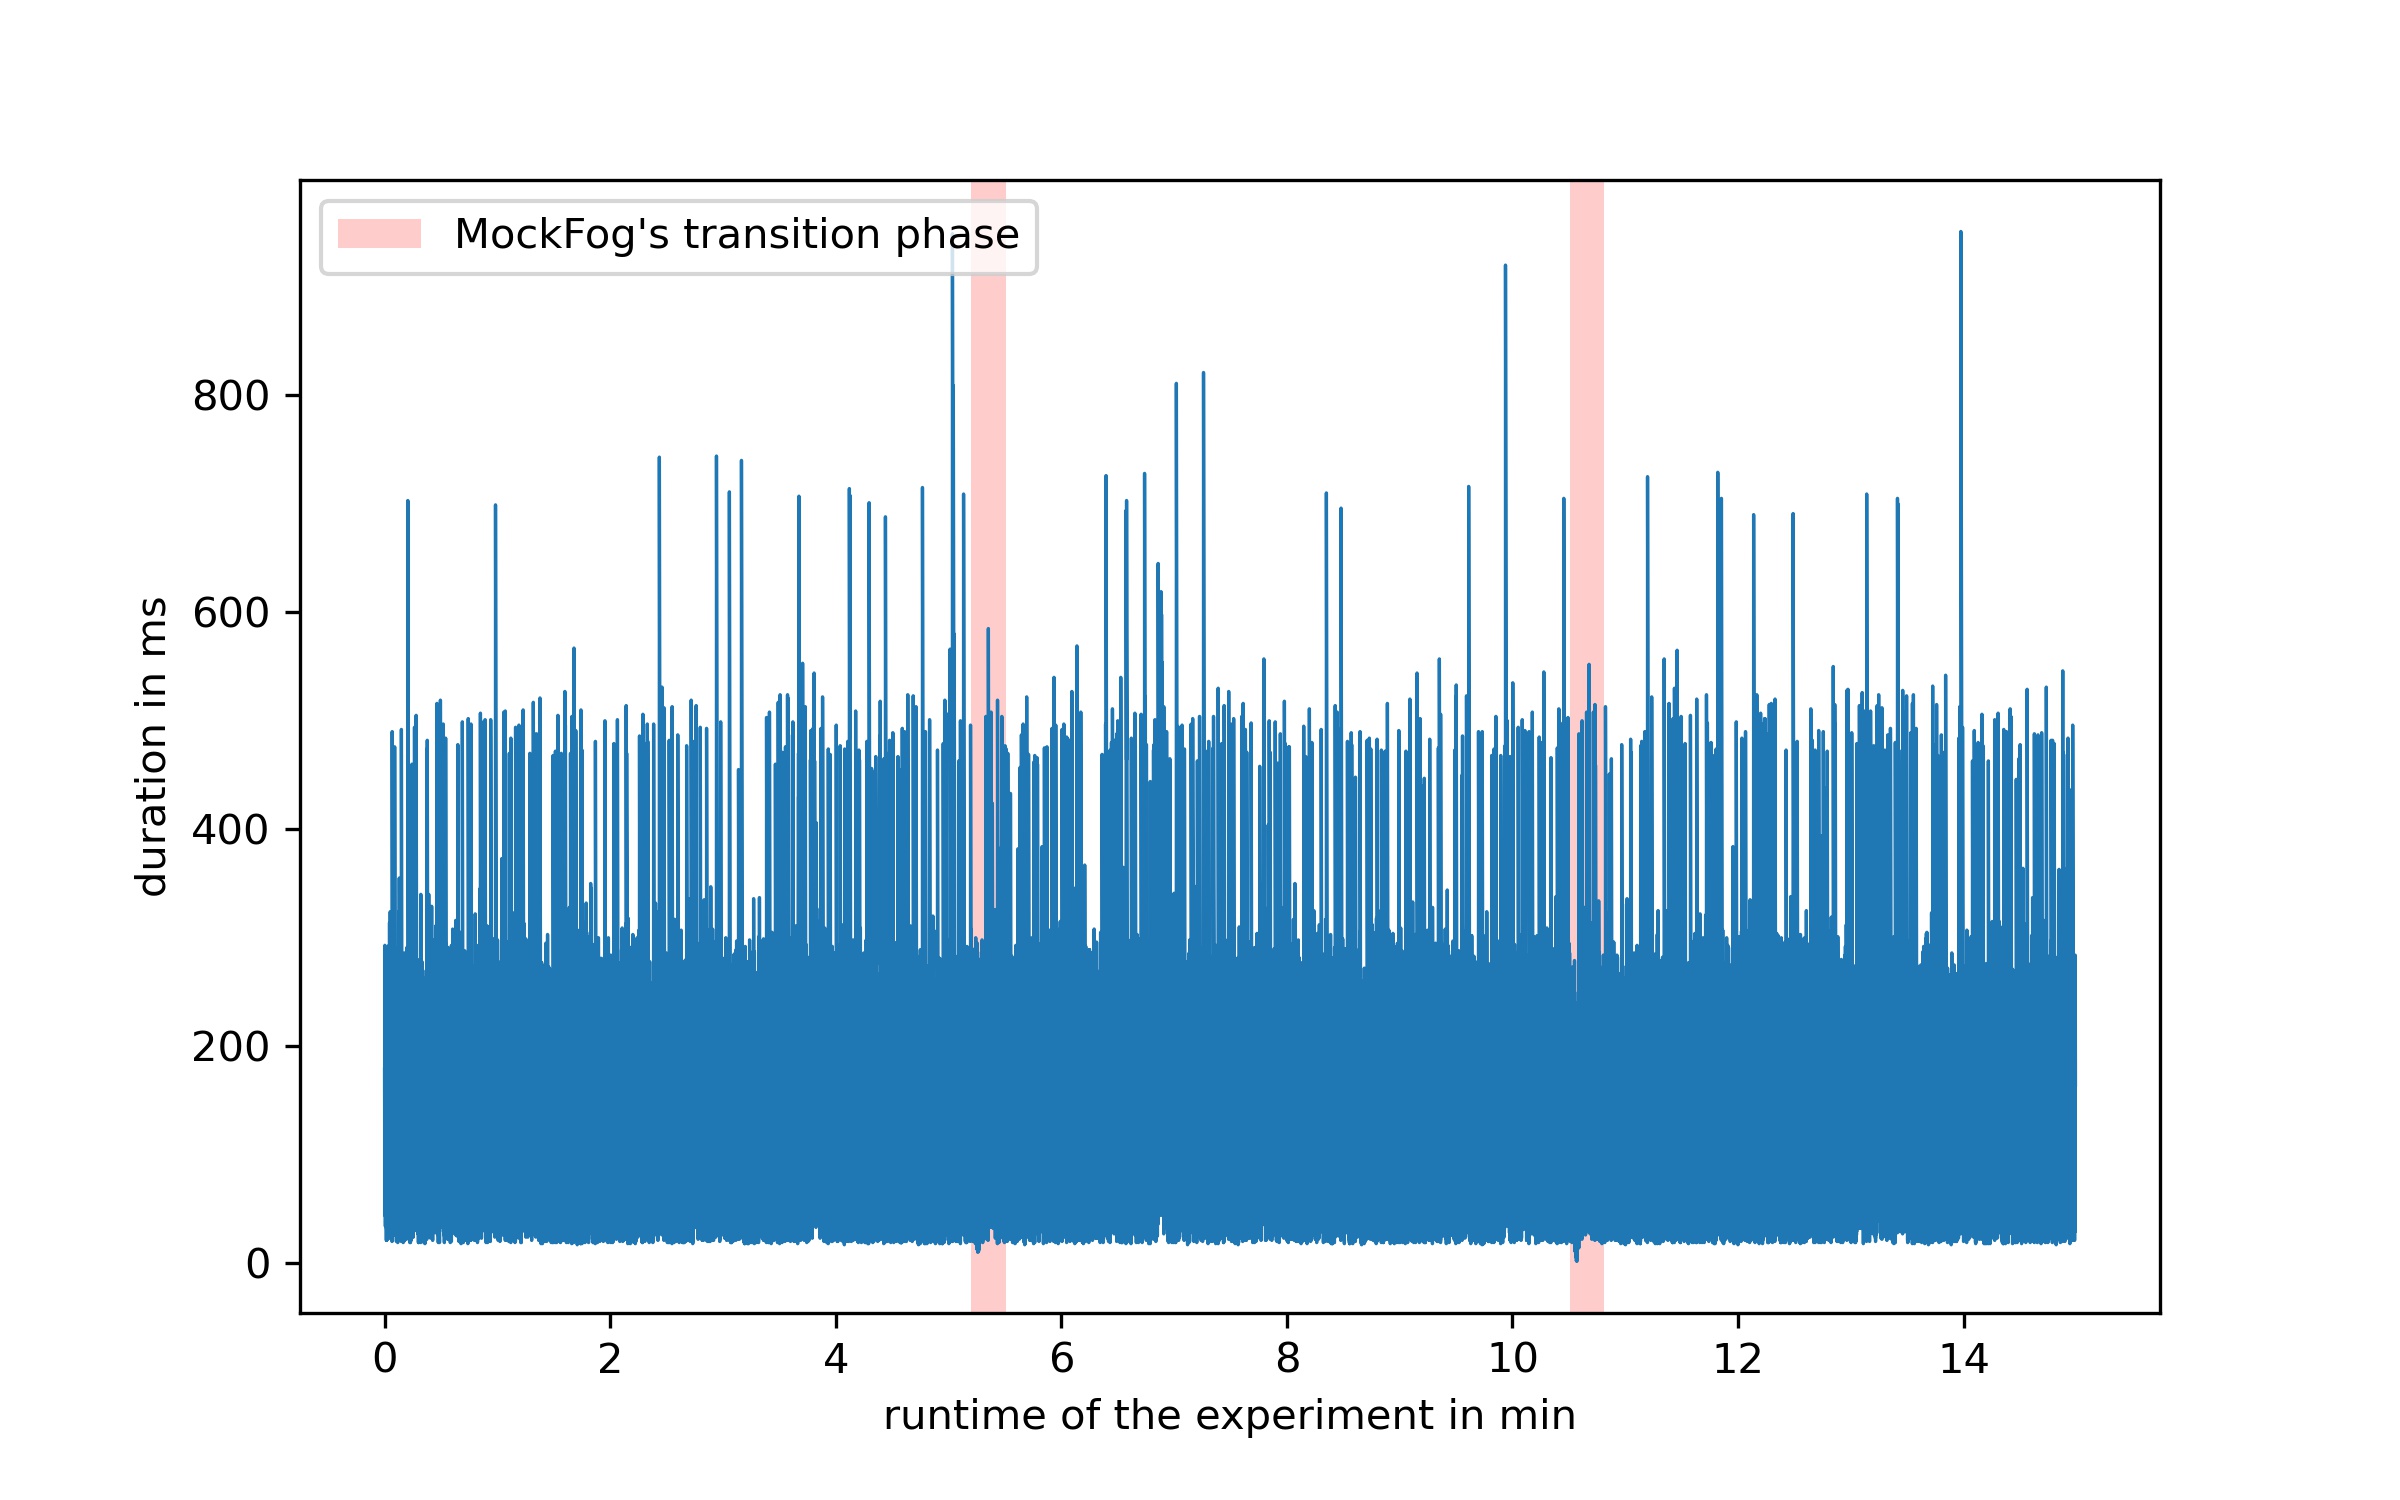 MockFog's transition phase
800
600
400
200
0
duration in ms
0 2 4 6 8 10 12 14
runtime of the experiment in min